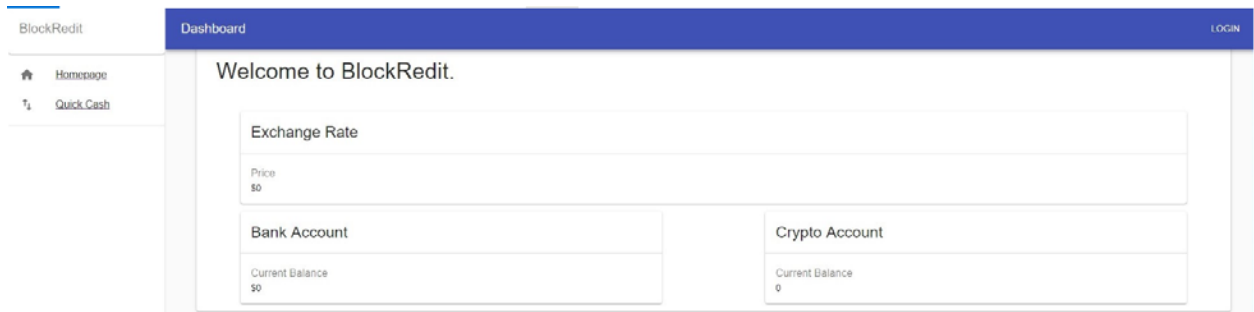 BlockRedit
Dashboard
LOGIN
Homepage
Quick Cash
Welcome to BlockRedit.
Exchange Rate
Price
$0
Bank Account
Current Balance
$0
Crypto Account
Current Balance
0